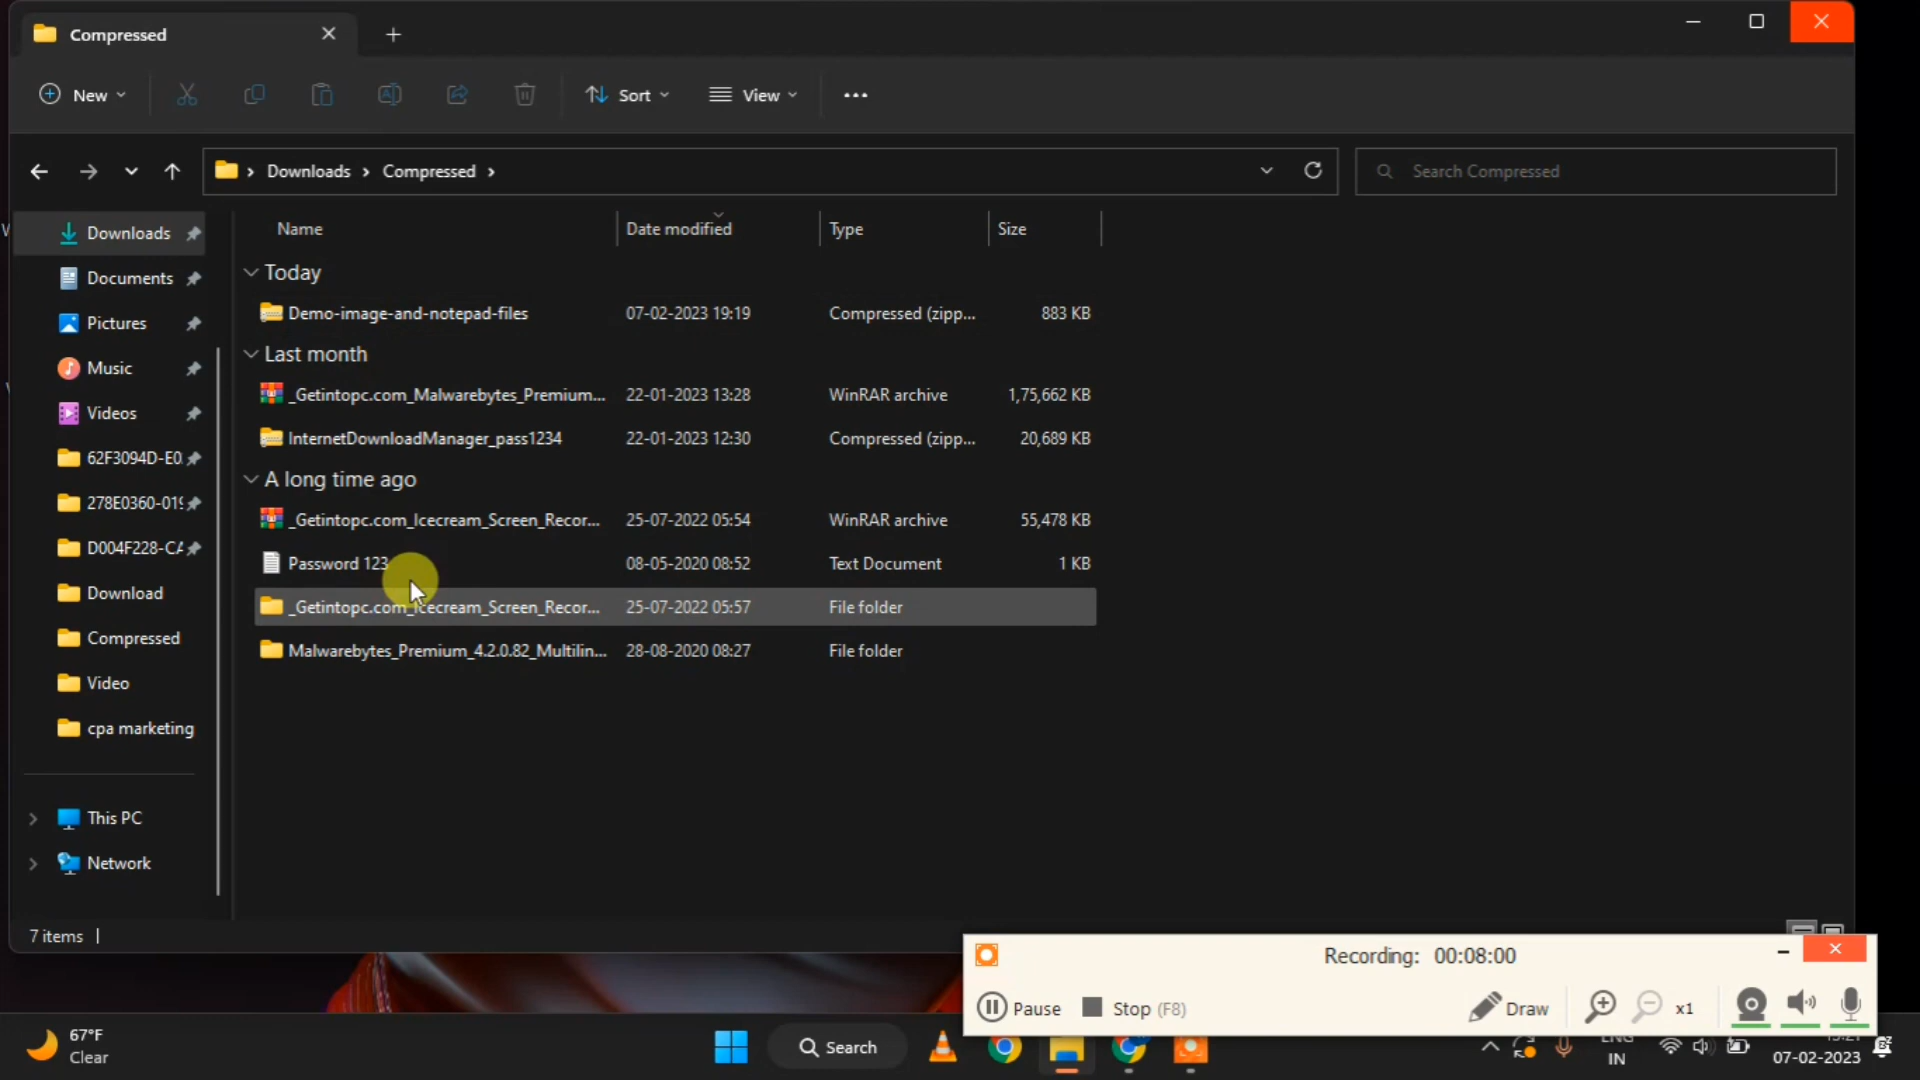 Compressed
New
Sort
View
Downloads
Compressed
Search Compressed
Name Date modified Type Size
Downloads
Documents
Pictures
Music
Videos
62F3094D-E0
278E0360-019
D004F228-CA
Download
Compressed
Video
cpa marketing
This PC
Network
Today
Demo-image-and-notepad-files 07-02-2023 19:19 Compressed (zipp... 883 KB
Last month
_Getintopc.com_Malwarebytes_Premium... 22-01-2023 13:28 WinRAR archive 1,75,662 KB
InternetDownloadManager_pass1234 22-01-2023 12:30 Compressed (zipp... 20,689 KB
A long time ago
_Getintopc.com_Icecream_Screen_Recor... 25-07-2022 05:54 WinRAR archive 55,478 KB
Password 123 08-05-2020 08:52 Text Document 1 KB
_Getintopc.com_Icecream_Screen_Recor... 25-07-2022 05:57 File folder
Malwarebytes_Premium_4.2.0.82_Multilin... 28-08-2020 08:27 File folder
7 items
Recording: 00:08:00
Pause
Stop (F8)
Draw
x1
67°F
Clear
Search
ENG
IN
07-02-2023